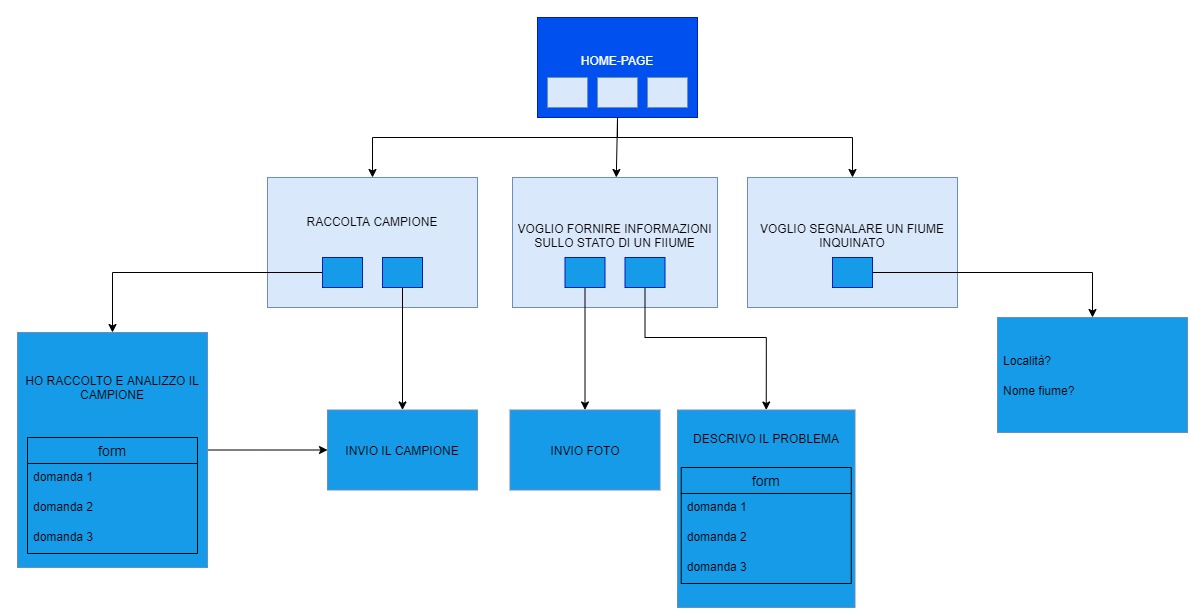 HOME-PAGE
RACCOLTA CAMPIONE
VOGLIO FORNIRE INFORMAZIONI
SULLO STATO DI UN FIIUME
VOGLIO SEGNALARE UN FIUME
INQUINATO
HO RACCOLTO E ANALIZZO IL
CAMPIONE
form
domanda 1
domanda 2
domanda 3
INVIO IL CAMPIONE
INVIO FOTO
DESCRIVO IL PROBLEMA
form
domanda 1
domanda 2
domanda 3
Località?
Nome fiume?